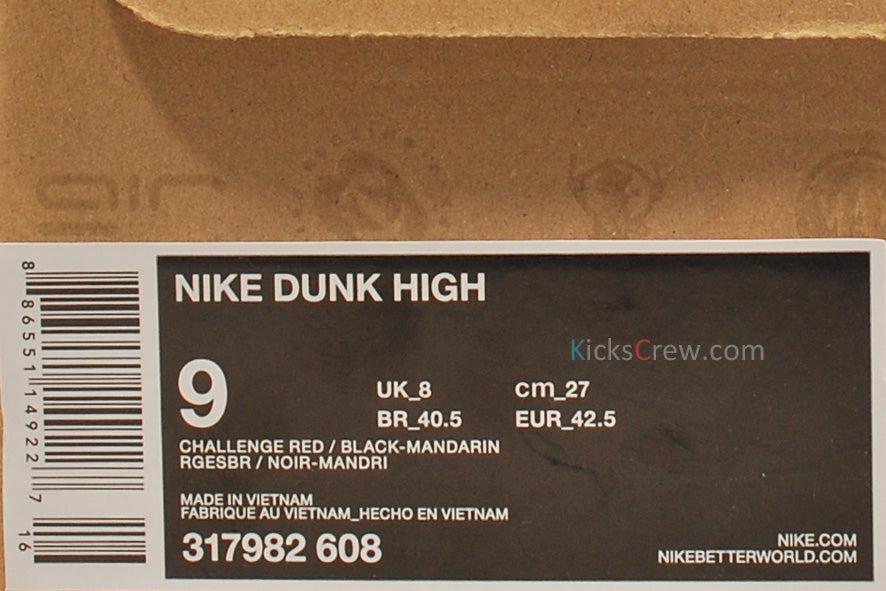 NIKE DUNK HIGH
KicksCrew.com
9
UK_8 cm_27
BR_40.5 EUR_42.5
CHALLENGE RED / BLACK-MANDARIN
RGESBR / NOIR-MANDRI
MADE IN VIETNAM
FABRIQUE AU VIETNAM_HECHO EN VIETNAM
317982 608
NIKE.COM
NIKEBETTERWORLD.COM
8 86551 14922 7
16